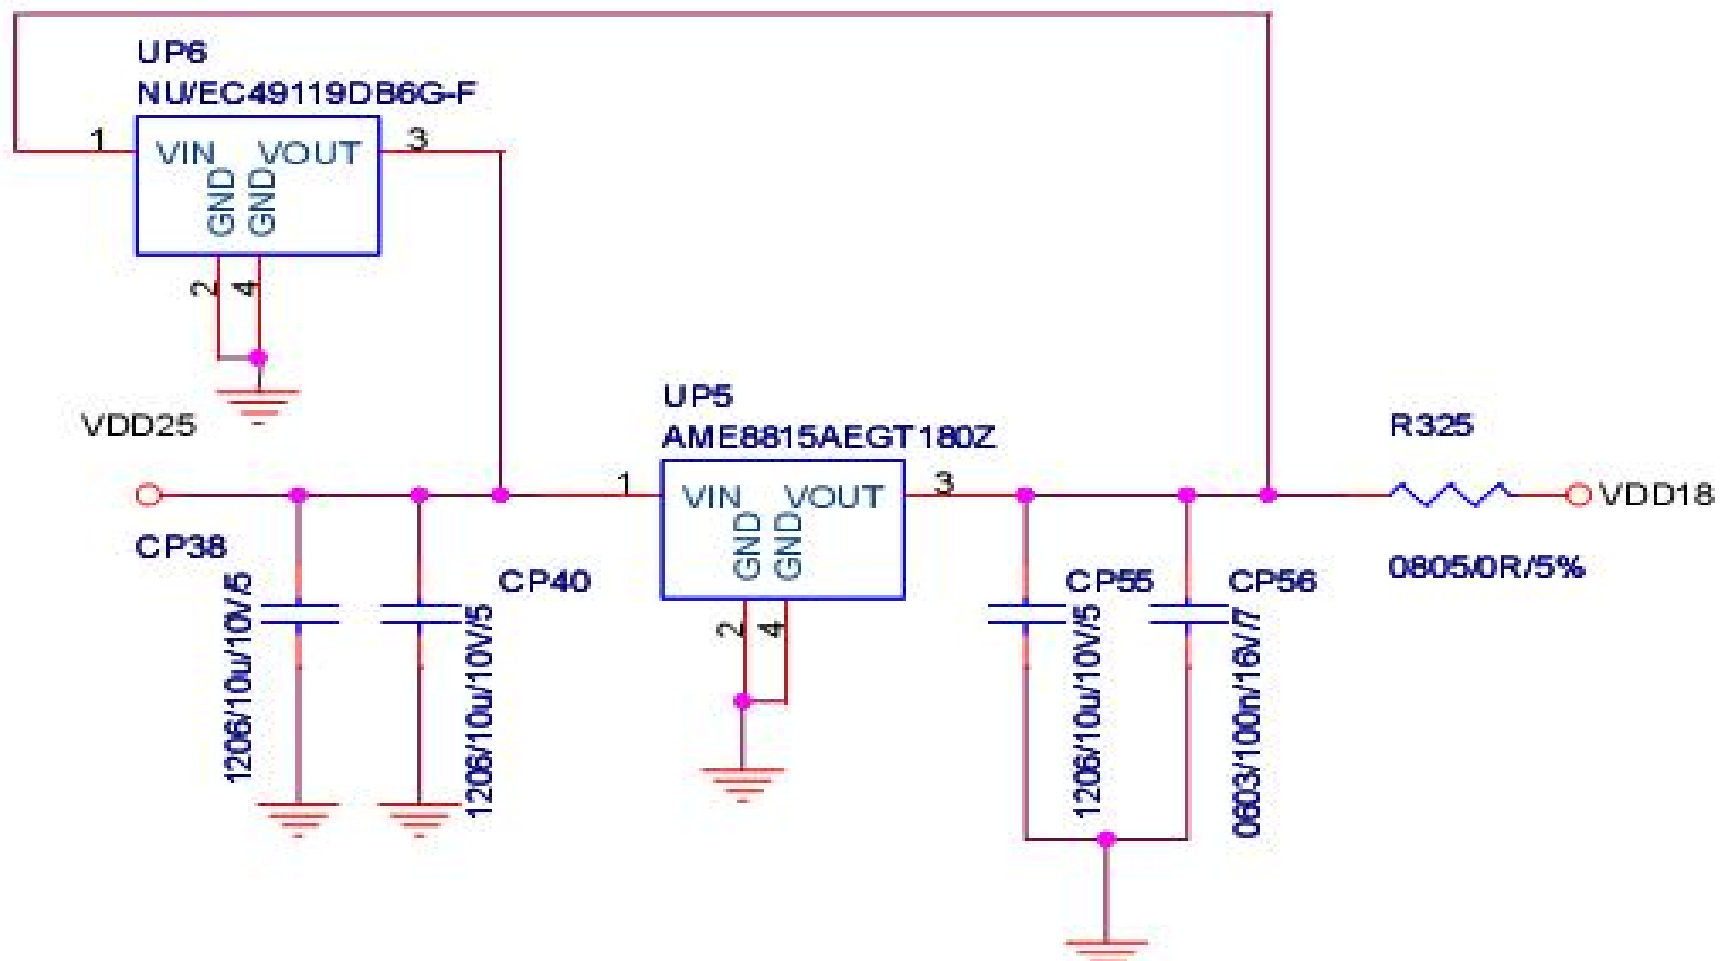 UP6
NU/EC49119DB6G-F
1
3
VIN
VOUT
GND
GND
2
4
VDD25
UP5
AME8815AEGT180Z
1
3
VIN
VOUT
GND
GND
2
4
R325
VDD18
0805/0R/5%
CP38
1206/10u/10V/5
CP40
1206/10u/10V/5
CP55
1206/10u/10V/5
CP56
0603/100n/16V/7